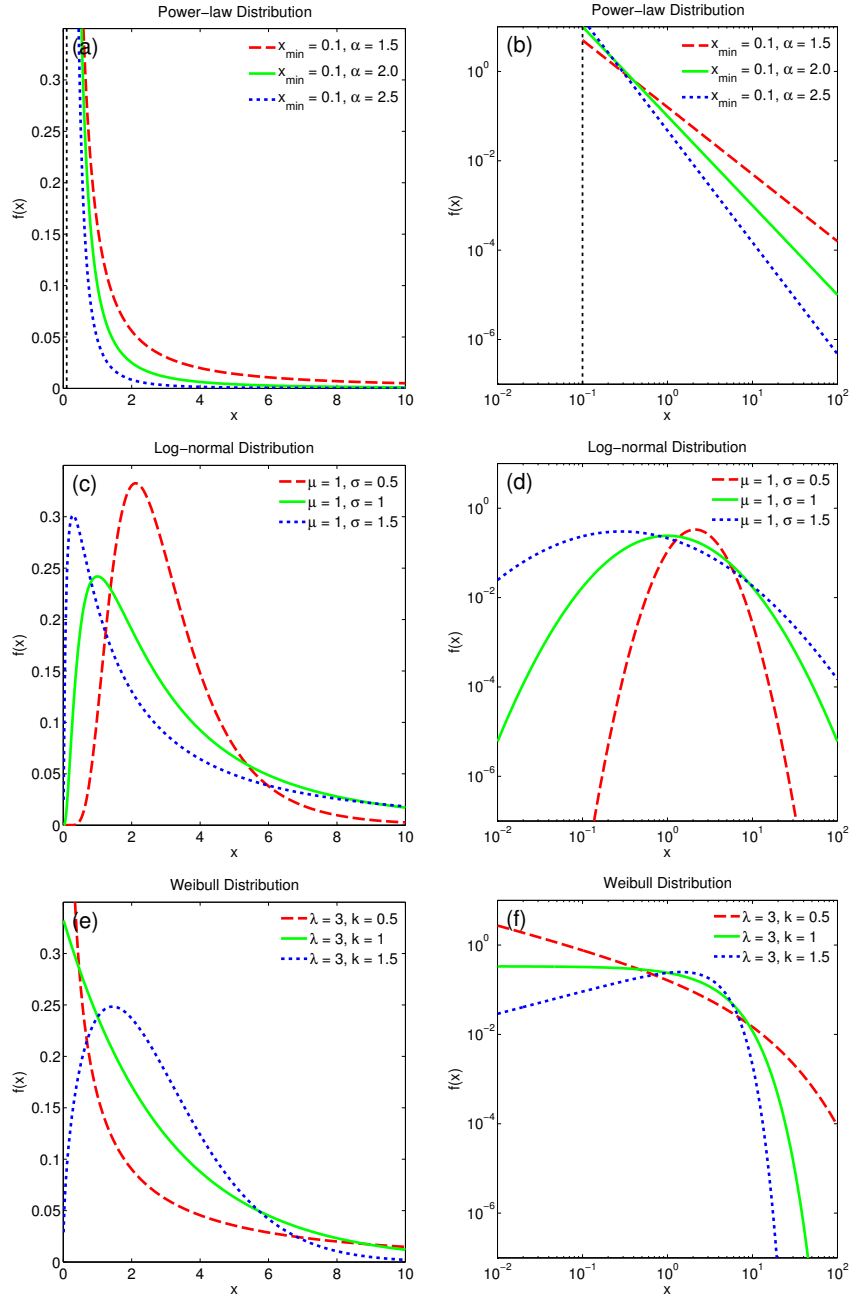 Power−law Distribution
(a)
x_min = 0.1, α = 1.5
x_min = 0.1, α = 2.0
x_min = 0.1, α = 2.5
0.35
0.3
0.25
0.2
0.15
0.1
0.05
0
f(x)
0 2 4 6 8 10
x
(b)
x_min = 0.1, α = 1.5
x_min = 0.1, α = 2.0
x_min = 0.1, α = 2.5
10^0
10^−2
10^−4
10^−6
f(x)
10^−2 10^−1 10^0 10^1 10^2
x
Power−law Distribution
Log−normal Distribution
(c)
μ = 1, σ = 0.5
μ = 1, σ = 1
μ = 1, σ = 1.5
0.3
0.25
0.2
0.15
0.1
0.05
0
f(x)
0 2 4 6 8 10
x
Log−normal Distribution
(d)
μ = 1, σ = 0.5
μ = 1, σ = 1
μ = 1, σ = 1.5
10^0
10^−2
10^−4
10^−6
f(x)
10^−2 10^−1 10^0 10^1 10^2
x
Weibull Distribution
(e)
λ = 3, k = 0.5
λ = 3, k = 1
λ = 3, k = 1.5
0.3
0.25
0.2
0.15
0.1
0.05
0
f(x)
0 2 4 6 8 10
x
Weibull Distribution
(f)
λ = 3, k = 0.5
λ = 3, k = 1
λ = 3, k = 1.5
10^0
10^−2
10^−4
10^−6
f(x)
10^−2 10^−1 10^0 10^1 10^2
x